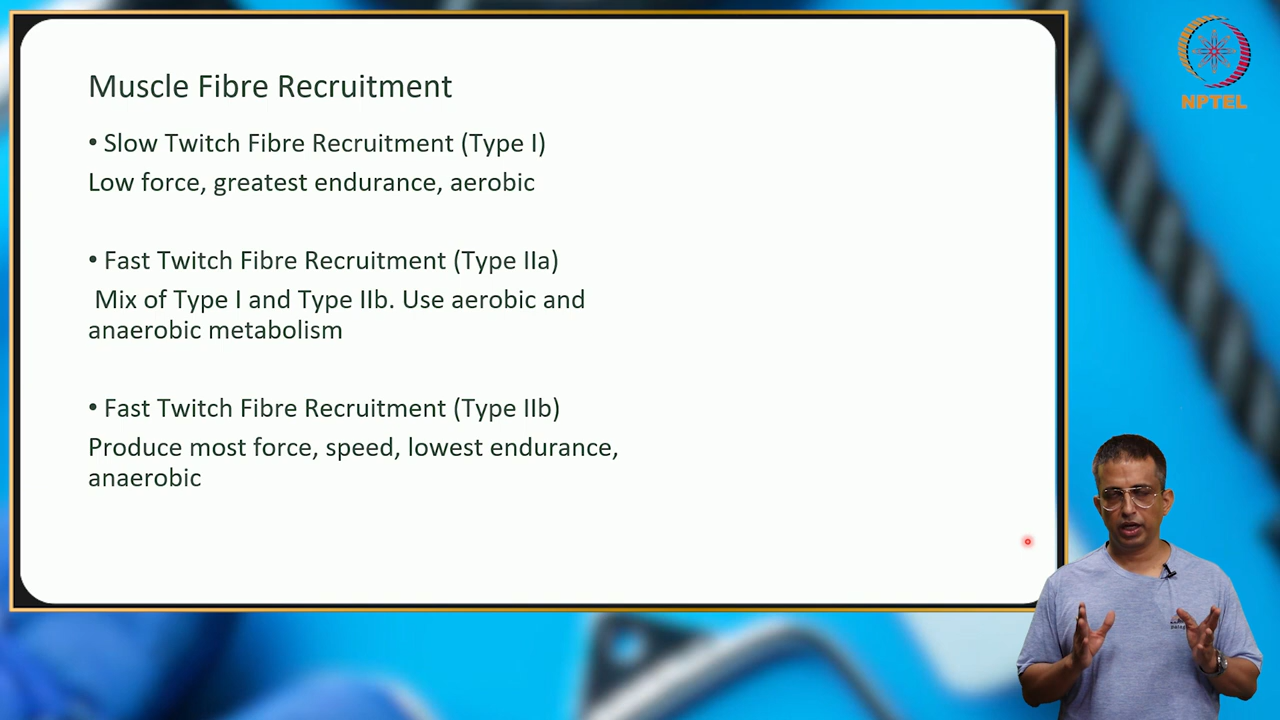 Muscle Fibre Recruitment
• Slow Twitch Fibre Recruitment (Type I)
Low force, greatest endurance, aerobic
• Fast Twitch Fibre Recruitment (Type IIa)
Mix of Type I and Type IIb. Use aerobic and
anaerobic metabolism
• Fast Twitch Fibre Recruitment (Type IIb)
Produce most force, speed, lowest endurance,
anaerobic
NPTEL